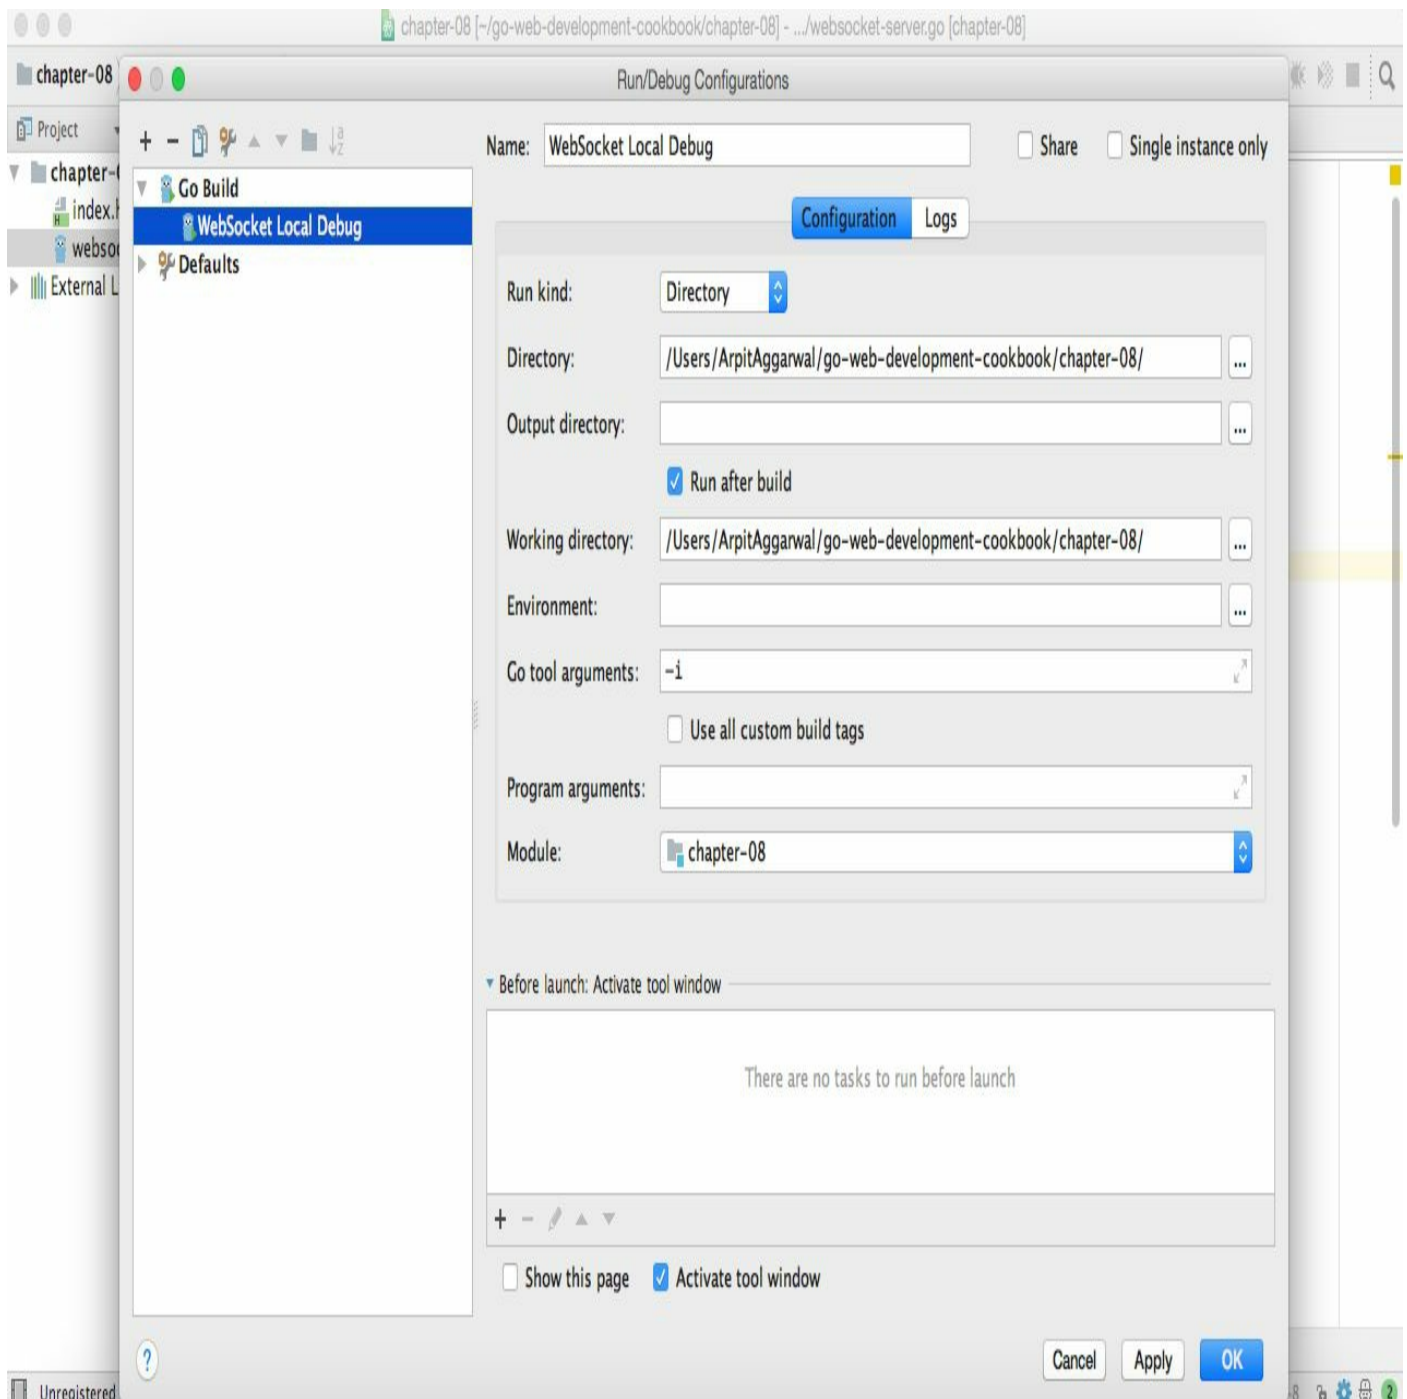 chapter-08 [~/go-web-development-cookbook/chapter-08] - .../websocket-server.go [chapter-08]
chapter-08
Run/Debug Configurations
Project
Name: WebSocket Local Debug Share Single instance only
chapter-
Go Build
index.
WebSocket Local Debug
Configuration Logs
webso
Defaults
External L
Run kind: Directory
Directory: /Users/ArpitAggarwal/go-web-development-cookbook/chapter-08/ ...
Output directory: ...
Run after build
Working directory: /Users/ArpitAggarwal/go-web-development-cookbook/chapter-08/ ...
Environment: ...
Go tool arguments: -i
Use all custom build tags
Program arguments:
Module: chapter-08
Before launch: Activate tool window
There are no tasks to run before launch
Show this page Activate tool window
? Cancel Apply OK
Unregistered 2